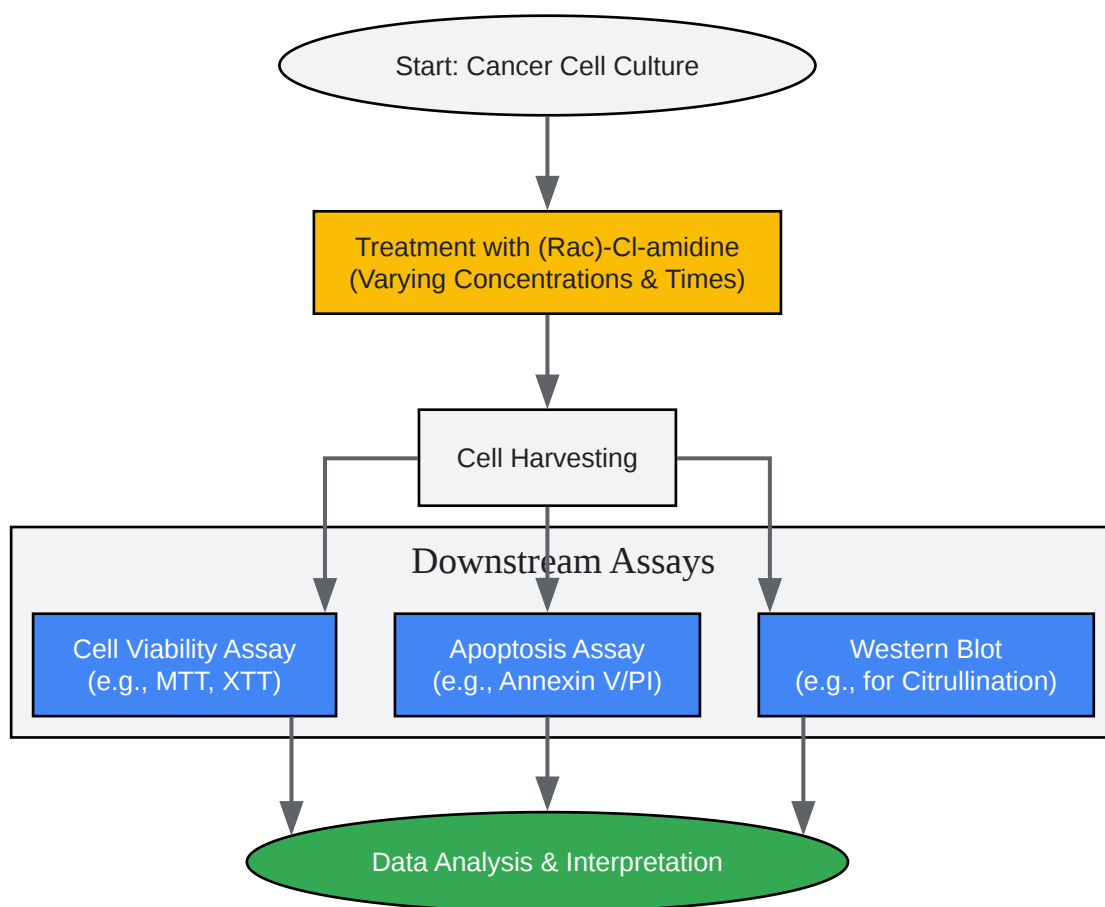 Start: Cancer Cell Culture
Treatment with (Rac)-Cl-amidine
(Varying Concentrations & Times)
Cell Harvesting
Downstream Assays
Cell Viability Assay
(e.g., MTT, XTT)
Apoptosis Assay
(e.g., Annexin V/PI)
Western Blot
(e.g., for Citrullination)
Data Analysis & Interpretation